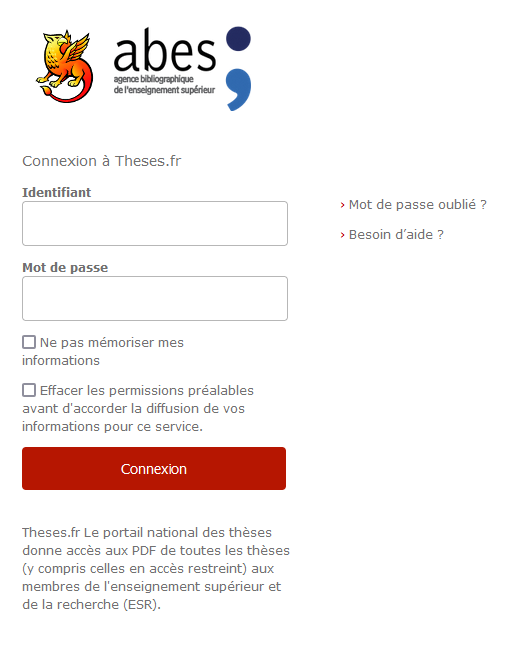 abes
agence bibliographique
de l'enseignement supérieur
Connexion à Theses.fr
Identifiant
Mot de passe
Ne pas mémoriser mes
informations
Effacer les permissions préalables
avant d'accorder la diffusion de vos
informations pour ce service.
Connexion
› Mot de passe oublié ?
› Besoin d'aide ?
Theses.fr Le portail national des thèses
donne accès aux PDF de toutes les thèses
(y compris celles en accès restreint) aux
membres de l'enseignement supérieur et
de la recherche (ESR).